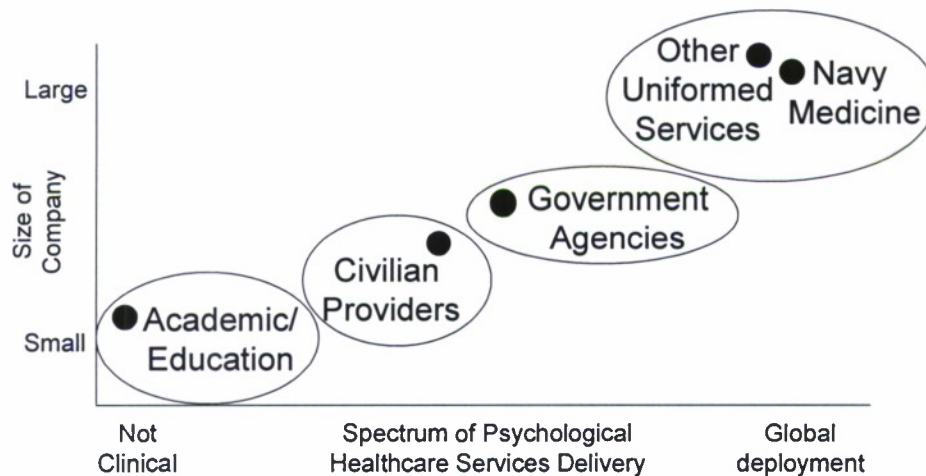 Large
Size of
Company
Small
Other
Uniformed
Services
Navy
Medicine
Government
Agencies
Civilian
Providers
Academic/
Education
Not
Clinical
Spectrum of Psychological
Healthcare Services Delivery
Global
deployment